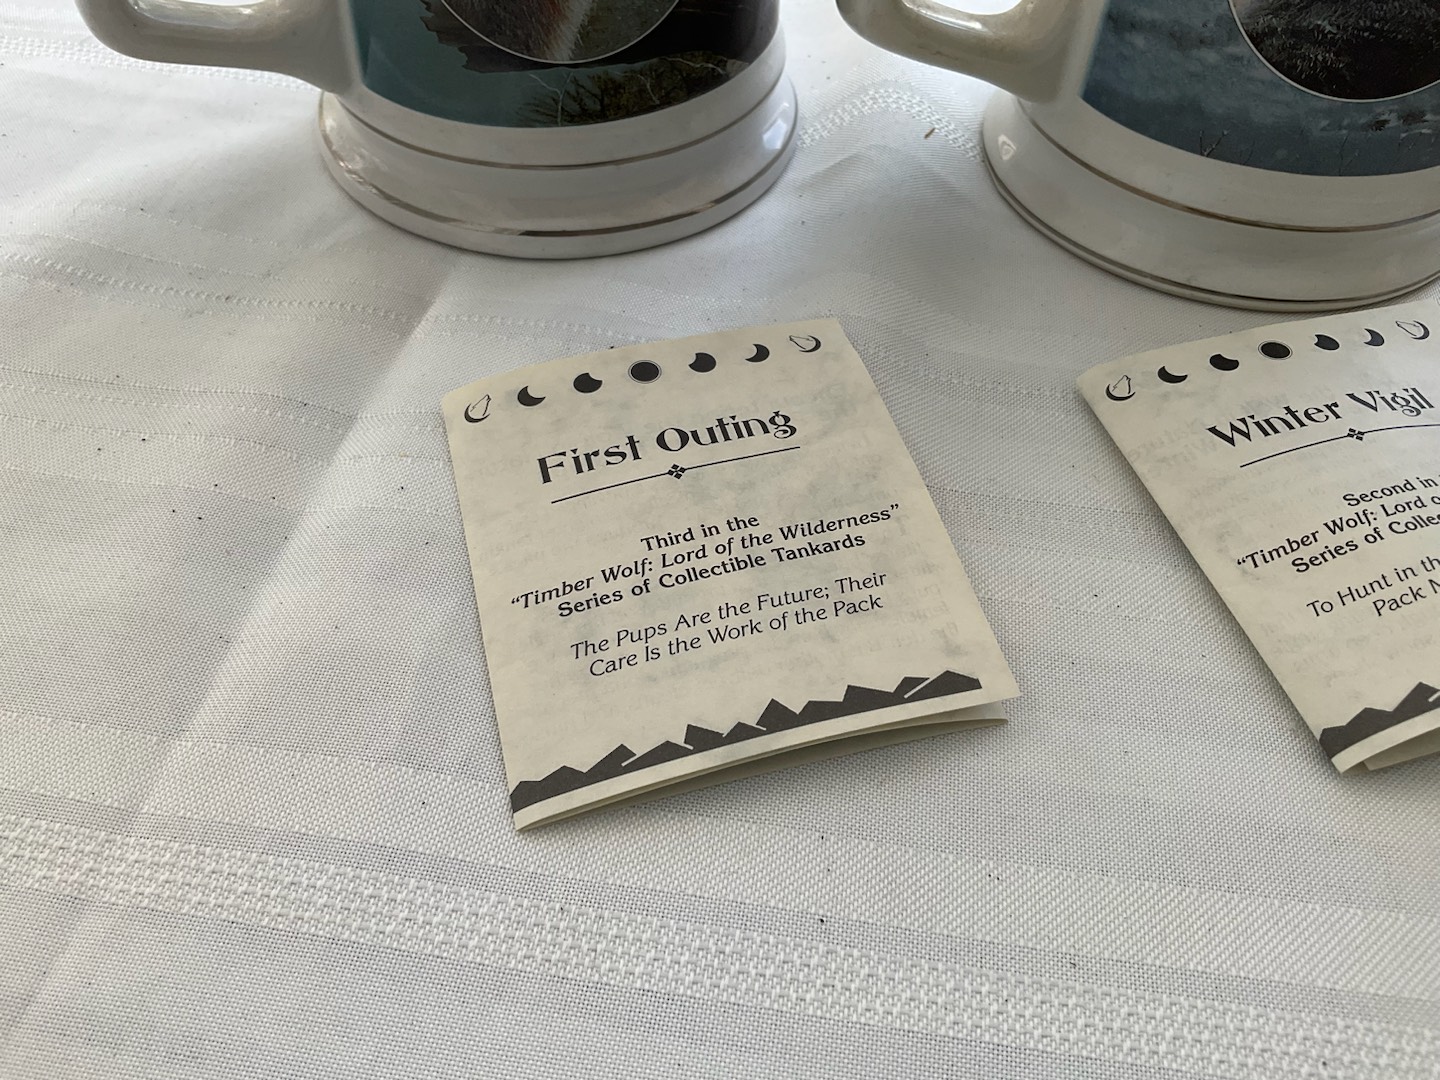 First Outing
Third in the
"Timber Wolf: Lord of the Wilderness"
Series of Collectible Tankards
The Pups Are the Future; Their
Care Is the Work of the Pack
Winter Vigil
Second in
"Timber Wolf: Lord
Series of
To Hunt in
Pack